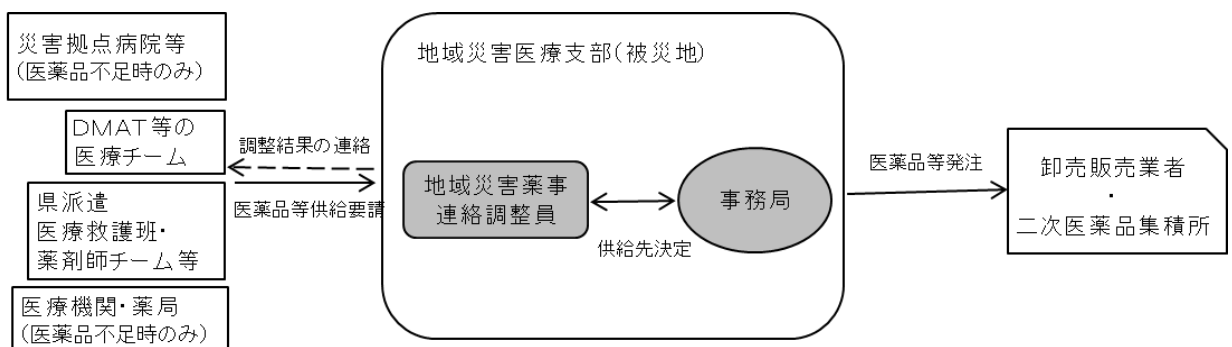 災害拠点病院等
(医薬品不足時のみ)
DMAT等の
医療チーム
県派遣
医療救護班・
薬剤師チーム等
医療機関・薬局
(医薬品不足時のみ)
調整結果の連絡
医薬品等供給要請
地域災害医療支部(被災地)
地域災害薬事
連絡調整員
供給先決定
事務局
医薬品等発注
卸売販売業者
・
二次医薬品集積所